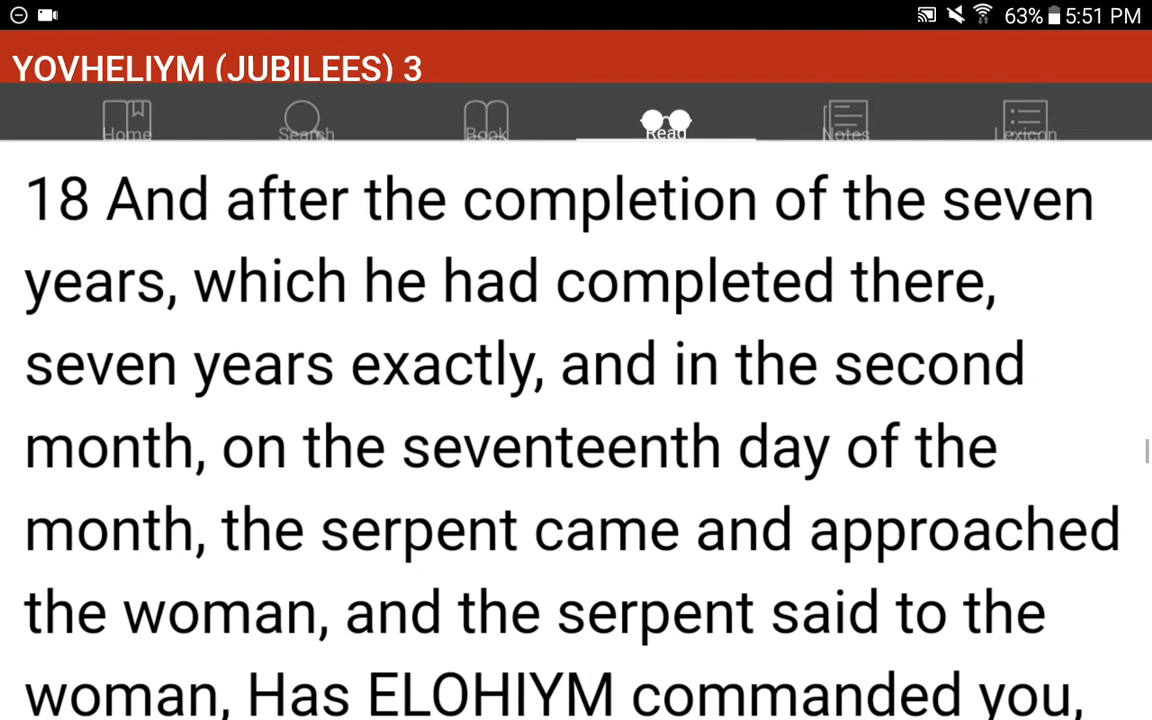 63% 5:51 PM
YOVHELIYM (JUBILEES) 3
Home Search Book Read Notes Lexicon
18 And after the completion of the seven
years, which he had completed there,
seven years exactly, and in the second
month, on the seventeenth day of the
month, the serpent came and approached
the woman, and the serpent said to the
woman, Has ELOHIYM commanded you,